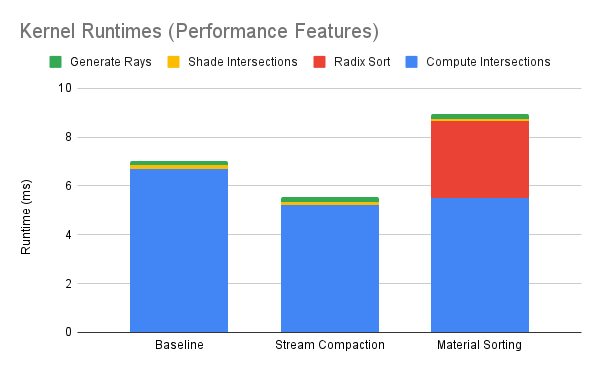 Kernel Runtimes (Performance Features)
Generate Rays Shade Intersections Radix Sort Compute Intersections
10
8
6
4
2
0
Runtime (ms)
Baseline Stream Compaction Material Sorting